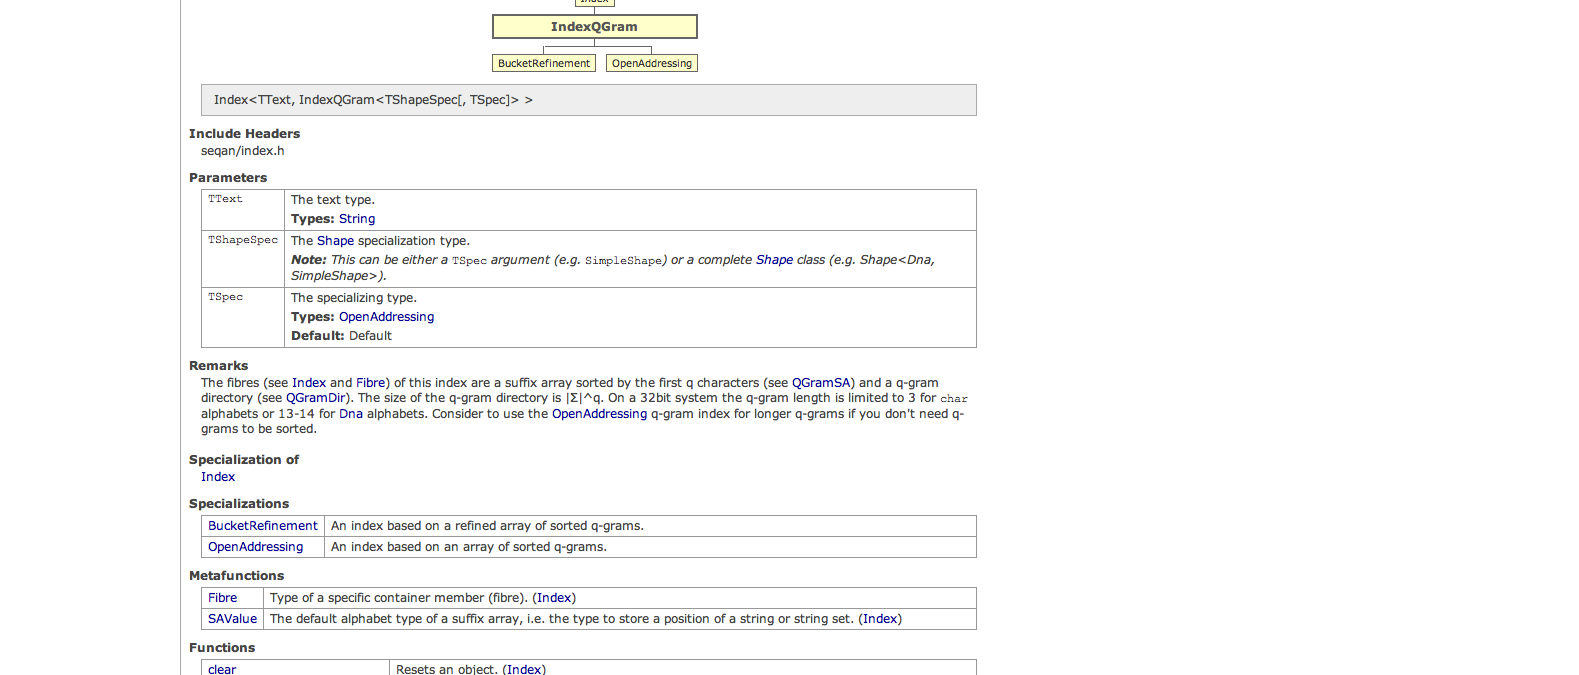 Index
IndexQGram
BucketRefinement OpenAddressing
Index<TText, IndexQGram<TShapeSpec[, TSpec]> >
Include Headers
seqan/index.h
Parameters
TText The text type.
Types: String
TShapeSpec The Shape specialization type.
Note: This can be either a TSpec argument (e.g. SimpleShape) or a complete Shape class (e.g. Shape<Dna,
SimpleShape>).
TSpec The specializing type.
Types: OpenAddressing
Default: Default
Remarks
The fibres (see Index and Fibre) of this index are a suffix array sorted by the first q characters (see QGramSA) and a q-gram
directory (see QGramDir). The size of the q-gram directory is |Σ|^q. On a 32bit system the q-gram length is limited to 3 for char
alphabets or 13-14 for Dna alphabets. Consider to use the OpenAddressing q-gram index for longer q-grams if you don't need q-
grams to be sorted.
Specialization of
Index
Specializations
BucketRefinement An index based on a refined array of sorted q-grams.
OpenAddressing An index based on an array of sorted q-grams.
Metafunctions
Fibre Type of a specific container member (fibre). (Index)
SAValue The default alphabet type of a suffix array, i.e. the type to store a position of a string or string set. (Index)
Functions
clear Resets an object. (Index)